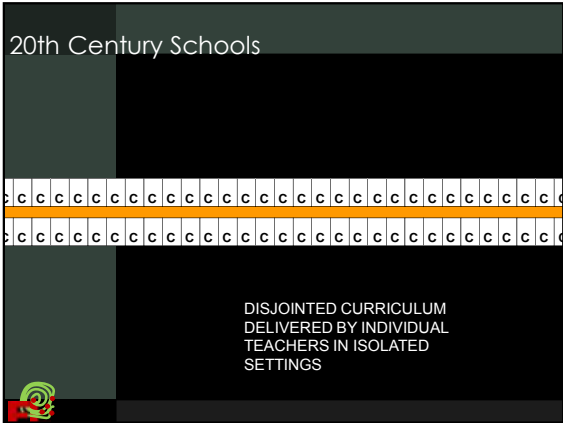 20th Century Schools
C C C C C C C C C C C C C C C C C C C C C C C C C C C C
C C C C C C C C C C C C C C C C C C C C C C C C C C C C
DISJOINTED CURRICULUM
DELIVERED BY INDIVIDUAL
TEACHERS IN ISOLATED
SETTINGS